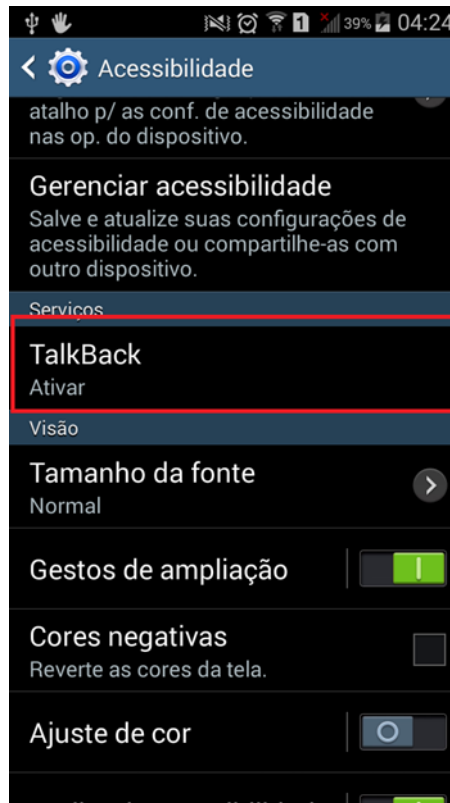 1 39% 04:24
Acessibilidade
atalho p/ as conf. de acessibilidade
nas op. do dispositivo.
Gerenciar acessibilidade
Salve e atualize suas configurações de
acessibilidade ou compartilhe-as com
outro dispositivo.
Serviços
TalkBack
Ativar
Visão
Tamanho da fonte
Normal
Gestos de ampliação
Cores negativas
Reverte as cores da tela.
Ajuste de cor